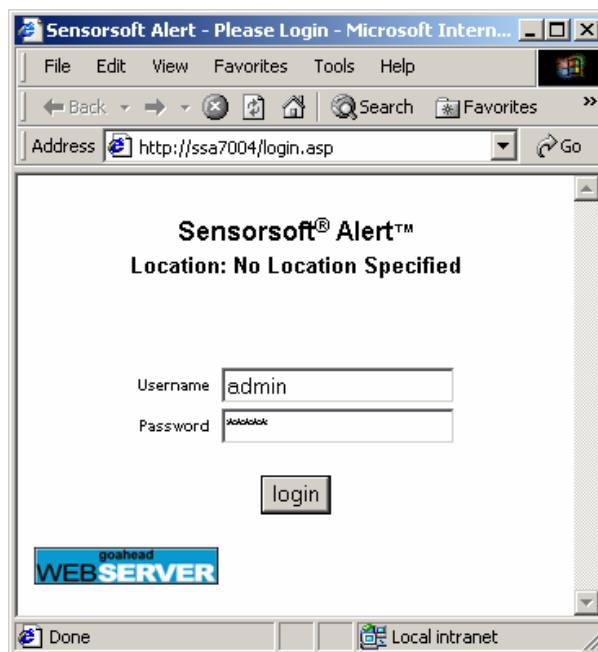 Sensorsoft Alert - Please Login - Microsoft Intern...
File Edit View Favorites Tools Help
Back Search Favorites »
Address http://ssa7004/login.asp Go
Sensorsoft® Alert™
Location: No Location Specified
Username admin
Password ******
login
goahead
WEBSERVER
Done Local intranet